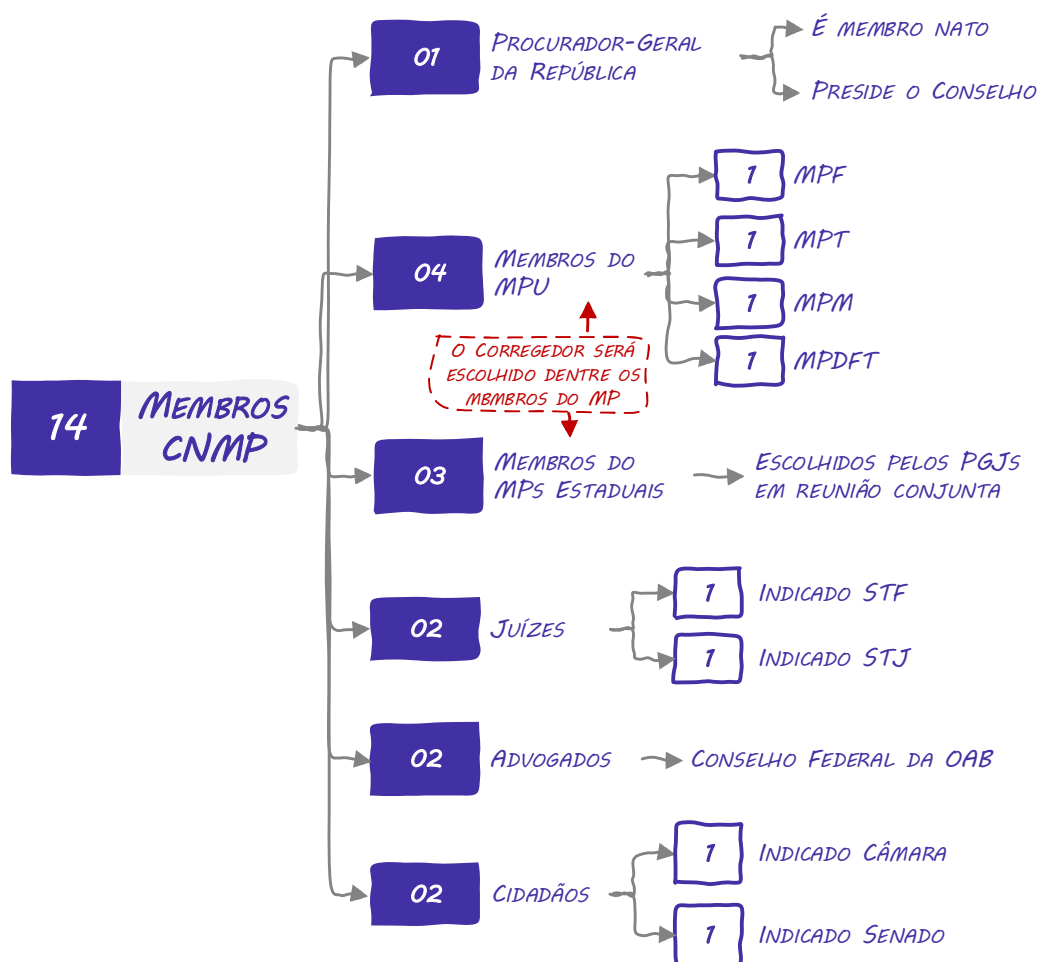 14
Membros
CNMP
01
Procurador-Geral
da República
É membro nato
Preside o Conselho
04
Membros do
MPU
1
MPF
1
MPT
1
MPM
1
MPDFT
O Corregedor será
escolhido dentre os
mbmbros do MP
03
Membros do
MPs Estaduais
Escolhidos pelos PGJs
em reunião conjunta
02
Juízes
1
Indicado STF
1
Indicado STJ
02
Advogados
Conselho Federal da OAB
02
Cidadãos
1
Indicado Câmara
1
Indicado Senado